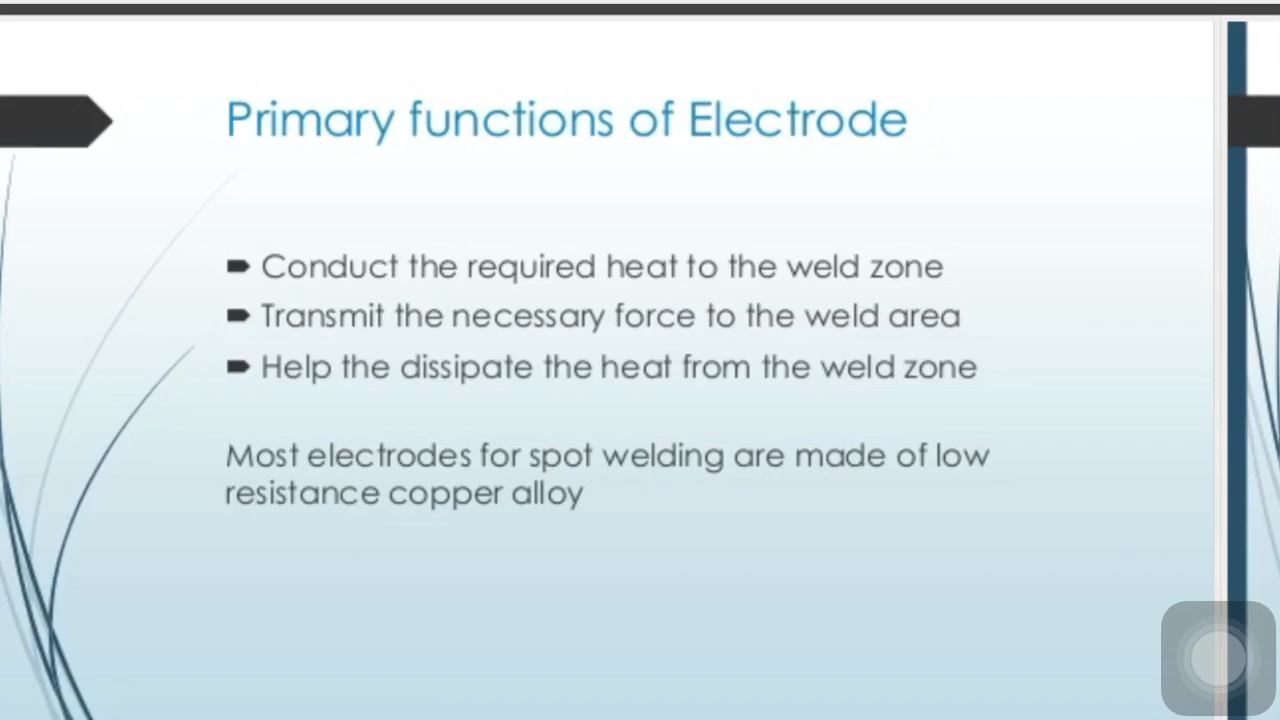 Primary functions of Electrode
Conduct the required heat to the weld zone
Transmit the necessary force to the weld area
Help the dissipate the heat from the weld zone
Most electrodes for spot welding are made of low
resistance copper alloy